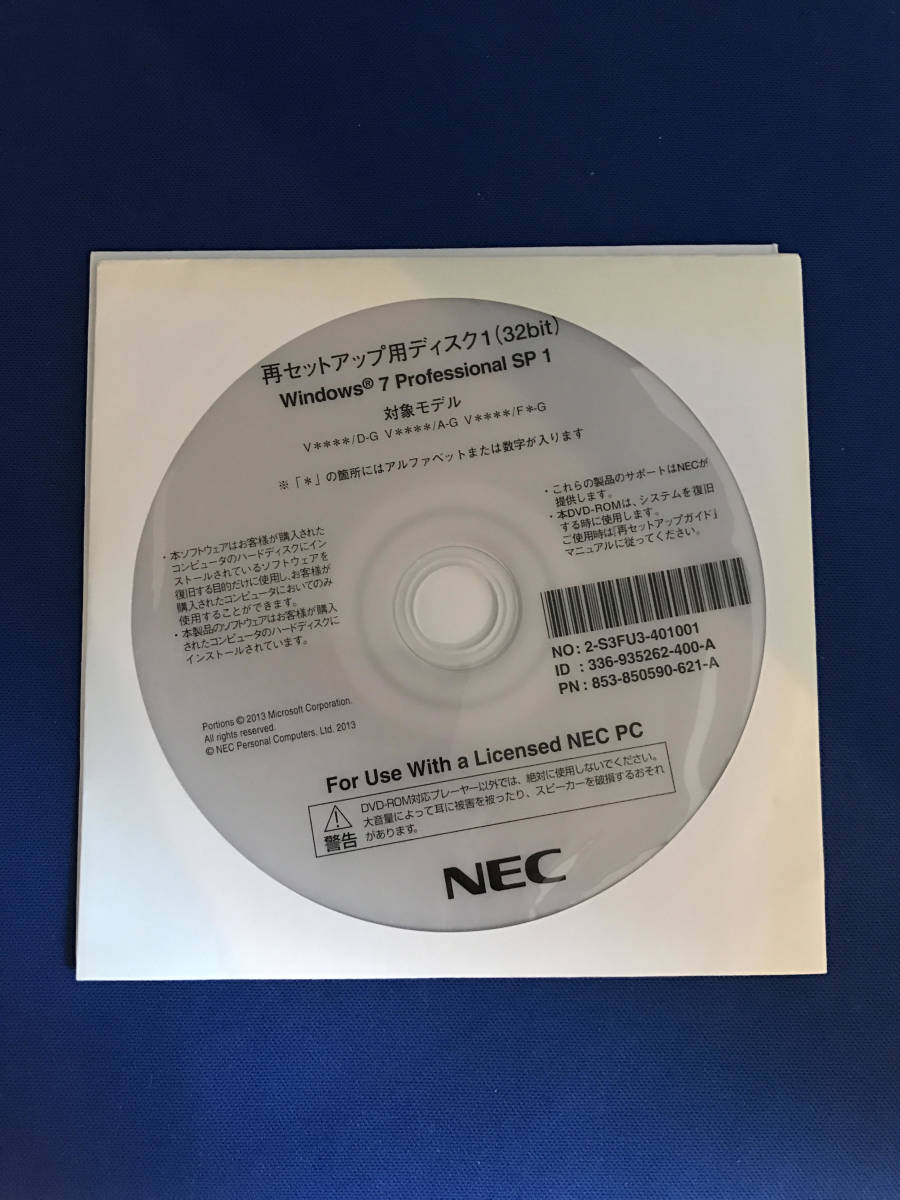 再セットアップ用ディスク1(32bit)
Windows® 7 Professional SP 1
対象モデル
V＊＊＊＊/D-G V＊＊＊＊/A-G V＊＊＊＊/F＊-G
※「＊」の箇所にはアルファベットまたは数字が入ります
・本ソフトウェアはお客様が購入された
コンピュータのハードディスクにイン
ストールされているソフトウェアを
復旧する目的だけに使用し、お客様が
購入されたコンピュータにおいてのみ
使用することができます。
・本製品のソフトウェアはお客様が購入
されたコンピュータのハードディスクに
インストールされています。
・これらの製品のサポートはNECが
提供します。
・本DVD-ROMは、システムを復旧
する時に使用します。
ご使用時は『再セットアップガイド』
マニュアルに従ってください。
NO: 2-S3FU3-401001
ID : 336-935262-400-A
PN: 853-850590-621-A
Portions © 2013 Microsoft Corporation.
All rights reserved.
© NEC Personal Computers, Ltd. 2013
For Use With a Licensed NEC PC
警告
DVD-ROM対応プレーヤー以外では、絶対に使用しないでください。
大音量によって耳に被害を被ったり、スピーカーを破損するおそれ
があります。
NEC